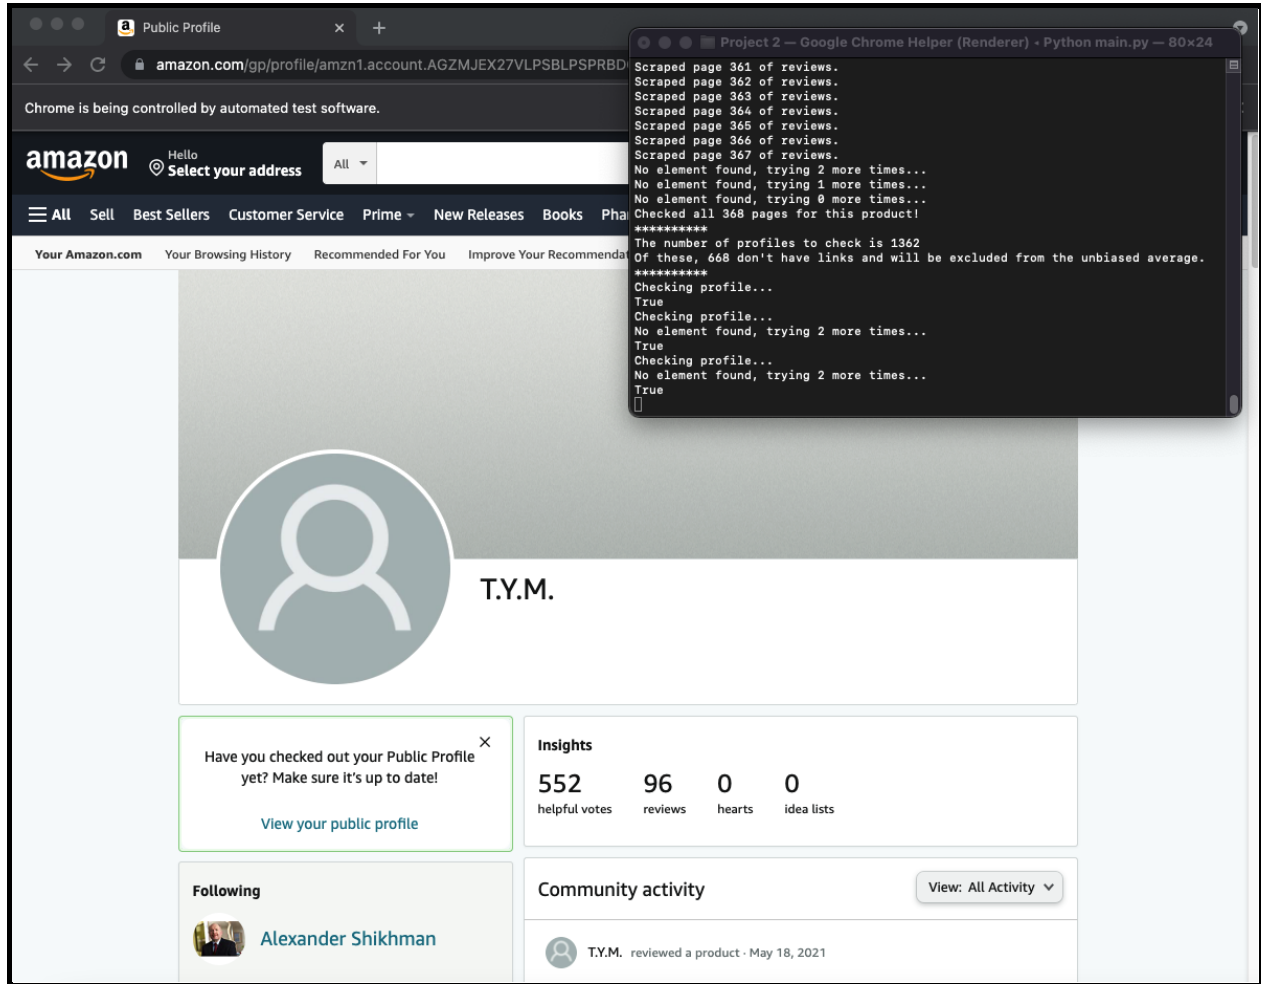 a Public Profile
amazon.com/gp/profile/amzn1.account.AGZMJEX27VLPSBLPSPRBD
Chrome is being controlled by automated test software.
amazon
Hello
Select your address
All
All Sell Best Sellers Customer Service Prime New Releases Books Pha
Your Amazon.com Your Browsing History Recommended For You Improve Your Recommendat
Project 2 — Google Chrome Helper (Renderer) • Python main.py — 80×24
Scraped page 361 of reviews.
Scraped page 362 of reviews.
Scraped page 363 of reviews.
Scraped page 364 of reviews.
Scraped page 365 of reviews.
Scraped page 366 of reviews.
Scraped page 367 of reviews.
No element found, trying 2 more times...
No element found, trying 1 more times...
No element found, trying 0 more times...
Checked all 368 pages for this product!
**********
The number of profiles to check is 1362
Of these, 668 don't have links and will be excluded from the unbiased average.
**********
Checking profile...
True
Checking profile...
No element found, trying 2 more times...
True
Checking profile...
No element found, trying 2 more times...
True
T.Y.M.
Have you checked out your Public Profile
yet? Make sure it's up to date!
View your public profile
Insights
552 96 0 0
helpful votes reviews hearts idea lists
Following
Alexander Shikhman
Community activity
View: All Activity
T.Y.M. reviewed a product · May 18, 2021